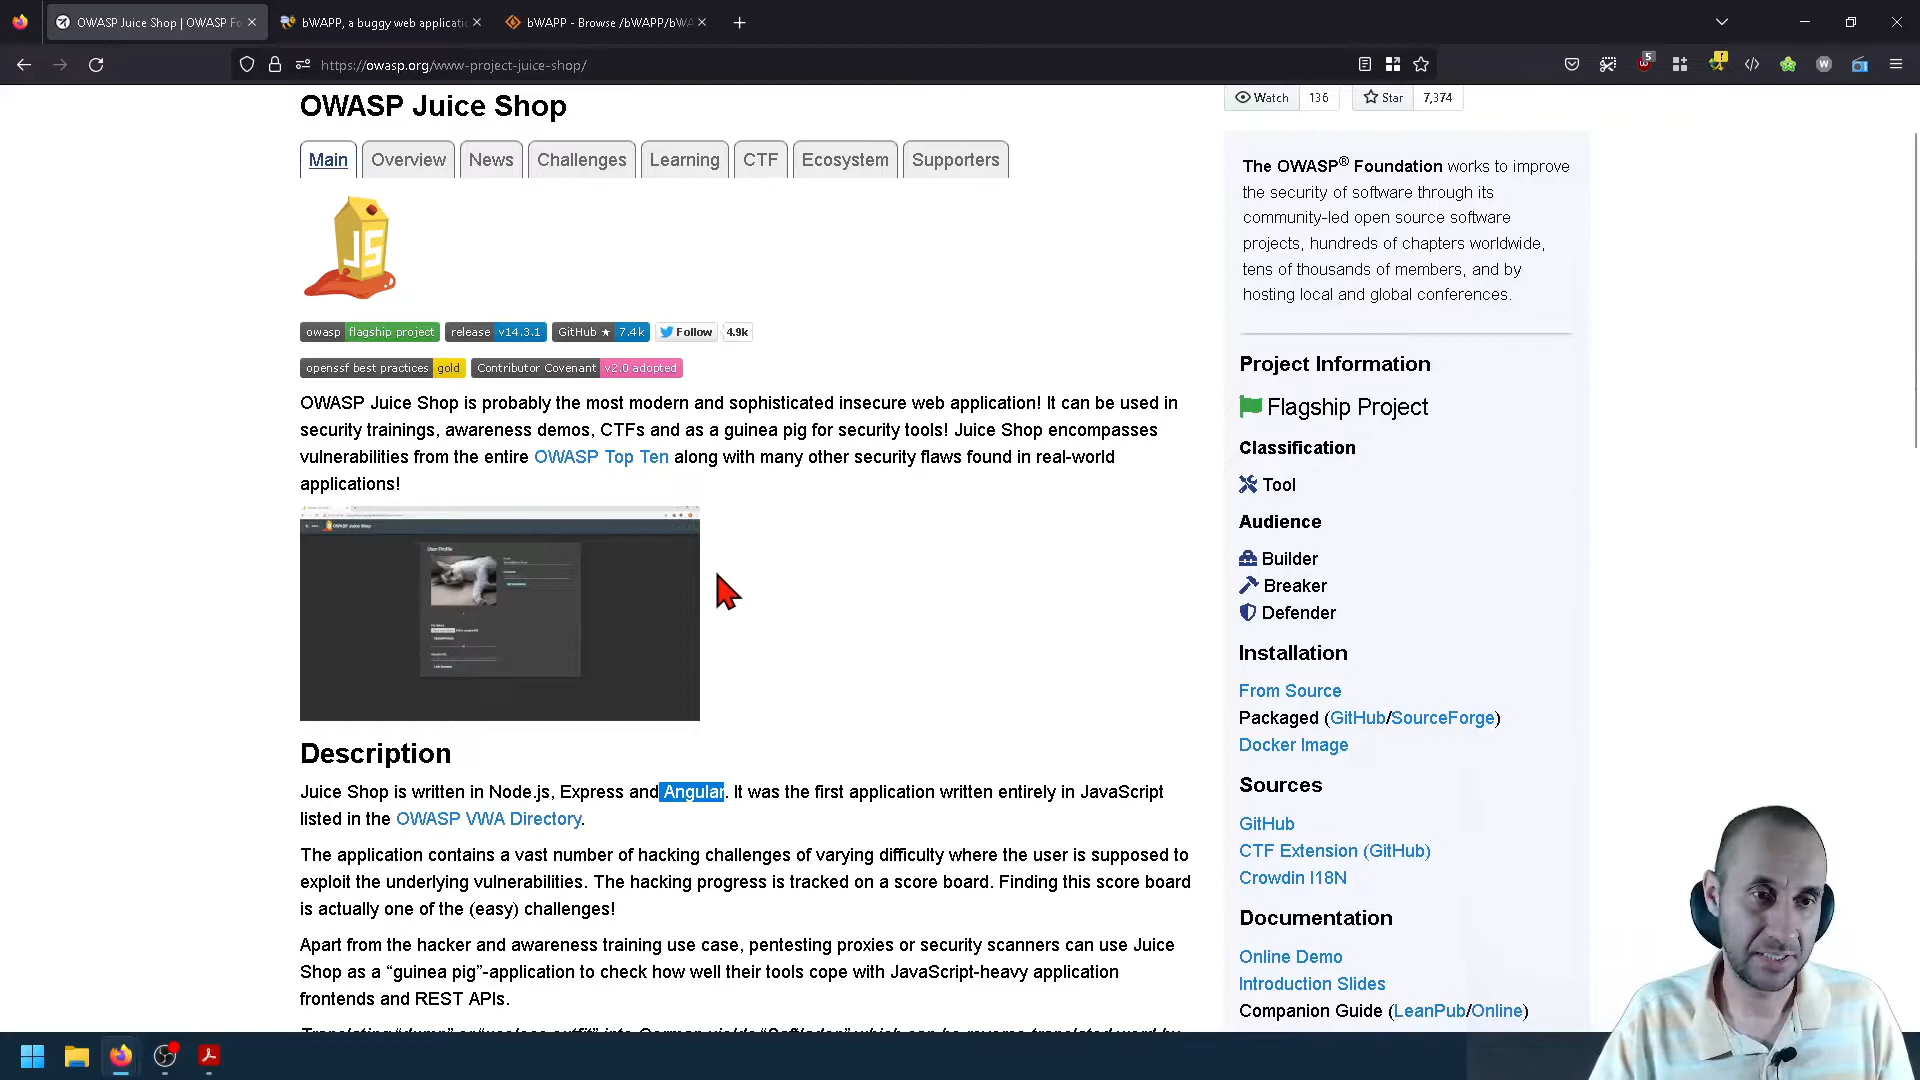 OWASP Juice Shop | OWASP Fo
bWAPP, a buggy web applicatio
bWAPP - Browse /bWAPP/bWA
https://owasp.org/www-project-juice-shop/
5
OWASP Juice Shop
Watch 136
Star 7,374
Main
Overview
News
Challenges
Learning
CTF
Ecosystem
Supporters
JS
owasp flagship project
release v14.3.1
GitHub ★ 7.4k
Follow 4.9k
openssf best practices gold
Contributor Covenant v2.0 adopted
OWASP Juice Shop is probably the most modern and sophisticated insecure web application! It can be used in
security trainings, awareness demos, CTFs and as a guinea pig for security tools! Juice Shop encompasses
vulnerabilities from the entire OWASP Top Ten along with many other security flaws found in real-world
applications!
OWASP Juice Shop
User Profile
Description
Juice Shop is written in Node.js, Express and Angular. It was the first application written entirely in JavaScript
listed in the OWASP VWA Directory.
The application contains a vast number of hacking challenges of varying difficulty where the user is supposed to
exploit the underlying vulnerabilities. The hacking progress is tracked on a score board. Finding this score board
is actually one of the (easy) challenges!
Apart from the hacker and awareness training use case, pentesting proxies or security scanners can use Juice
Shop as a “guinea pig”-application to check how well their tools cope with JavaScript-heavy application
frontends and REST APIs.
The OWASP® Foundation works to improve
the security of software through its
community-led open source software
projects, hundreds of chapters worldwide,
tens of thousands of members, and by
hosting local and global conferences.
Project Information
Flagship Project
Classification
Tool
Audience
Builder
Breaker
Defender
Installation
From Source
Packaged (GitHub/SourceForge)
Docker Image
Sources
GitHub
CTF Extension (GitHub)
Crowdin I18N
Documentation
Online Demo
Introduction Slides
Companion Guide (LeanPub/Online)